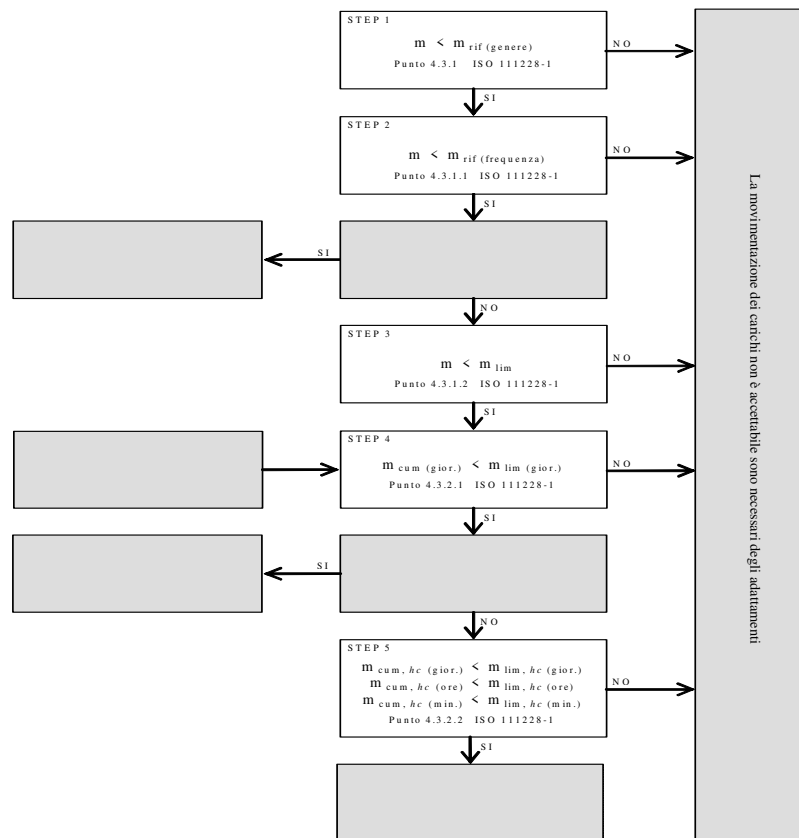 STEP 1
m < m rif (genere)
Punto 4.3.1 ISO 111228-1
NO
SI
STEP 2
m < m rif(frequenza)
Punto 4.3.1.1 ISO 111228-1
NO
SI
SI
NO
STEP 3
m < m lim
Punto 4.3.1.2 ISO 111228-1
NO
SI
STEP 4
m cum (gior.) < m lim (gior.)
Punto 4.3.2.1 ISO 111228-1
NO
SI
SI
NO
STEP 5
m cum, hc (gior.) < m lim, hc (gior.)
m cum, hc (ore) < m lim, hc (ore)
m cum, hc (min.) < m lim, hc (min.)
Punto 4.3.2.2 ISO 111228-1
NO
SI
La movimentazione dei carichi non è accettabile sono necessari degli adattamenti